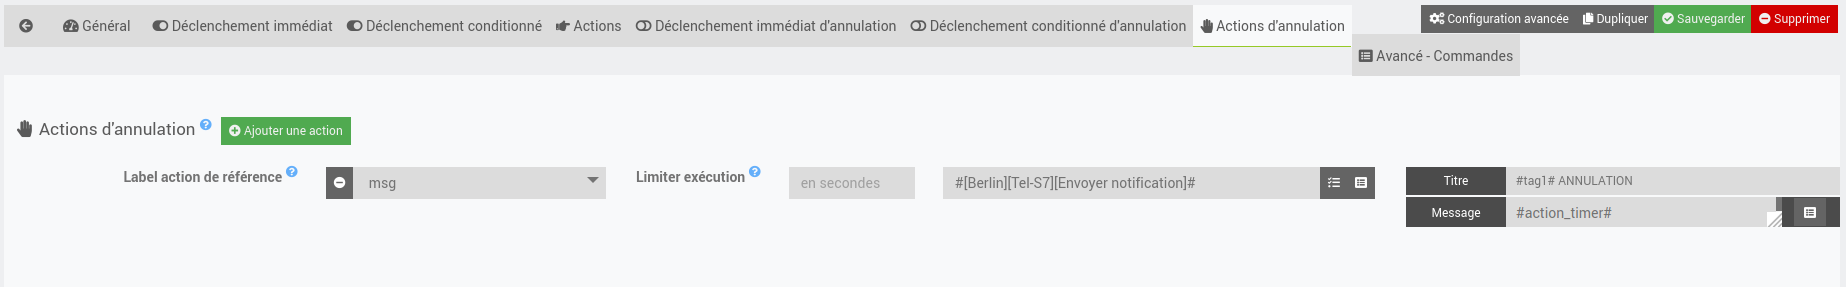 Général Déclenchement immédiat Déclenchement conditionné Actions Déclenchement immédiat d'annulation Déclenchement conditionné d'annulation Actions d'annulation
Configuration avancée Dupliquer Sauvegarder Supprimer
Avancé - Commandes
Actions d'annulation ? Ajouter une action
Label action de référence ? msg Limiter exécution ? en secondes #[Berlin][Tel-S7][Envoyer notification]# Titre #tag1# ANNULATION
Message #action_timer#